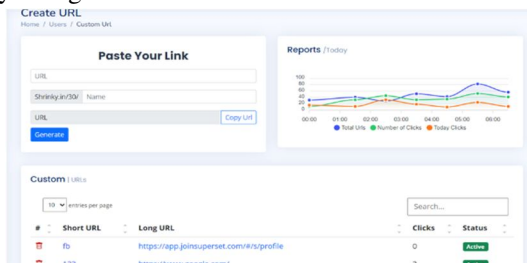 Create URL
Home / Users / Custom Url
Paste Your Link
URL
Shrinky.in/30/ Name
URL Copy Url
Generate
Reports /Today
100
80
60
40
20
0
00:00 01:00 02:00 03:00 04:00 05:00 06:00
Total Urls Number of Clicks Today Clicks
Custom | URLs
10 entries per page
Search...
# Short URL Long URL Clicks Status
fb https://app.joinsuperset.com/#/s/profile 0 Active